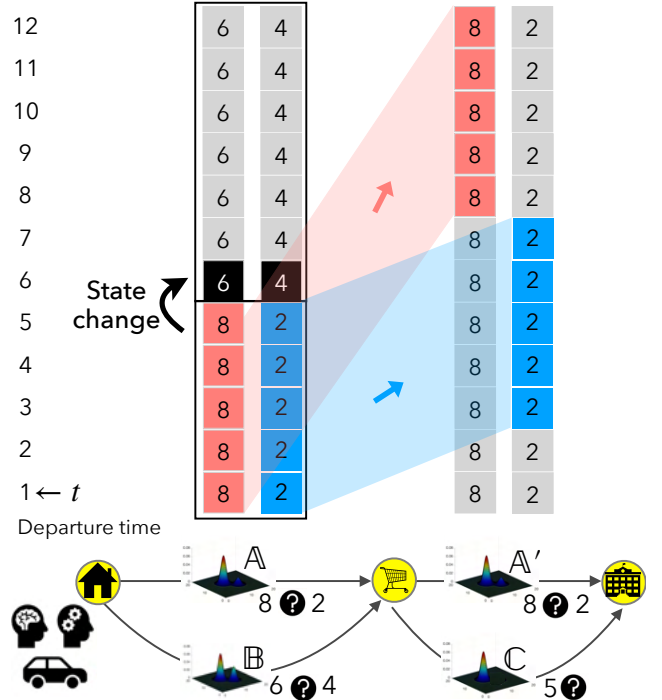 12 6 4 8 2
11 6 4 8 2
10 6 4 8 2
9 6 4 8 2
8 6 4 8 2
7 6 4 8 2
6 6 4 8 2
State
change
5 8 2 8 2
4 8 2 8 2
3 8 2 8 2
2 8 2 8 2
1 ← t 8 2 8 2
Departure time
𝔸 𝔸′
8 ? 2 8 ? 2
𝔹 ℂ
6 ? 4 5 ?